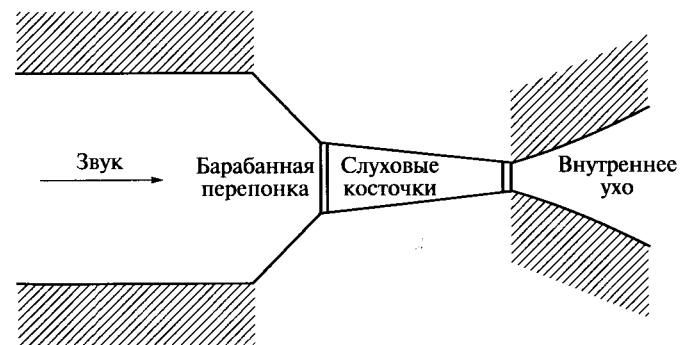 Звук
Барабанная
перепонка
Слуховые
косточки
Внутреннее
ухо